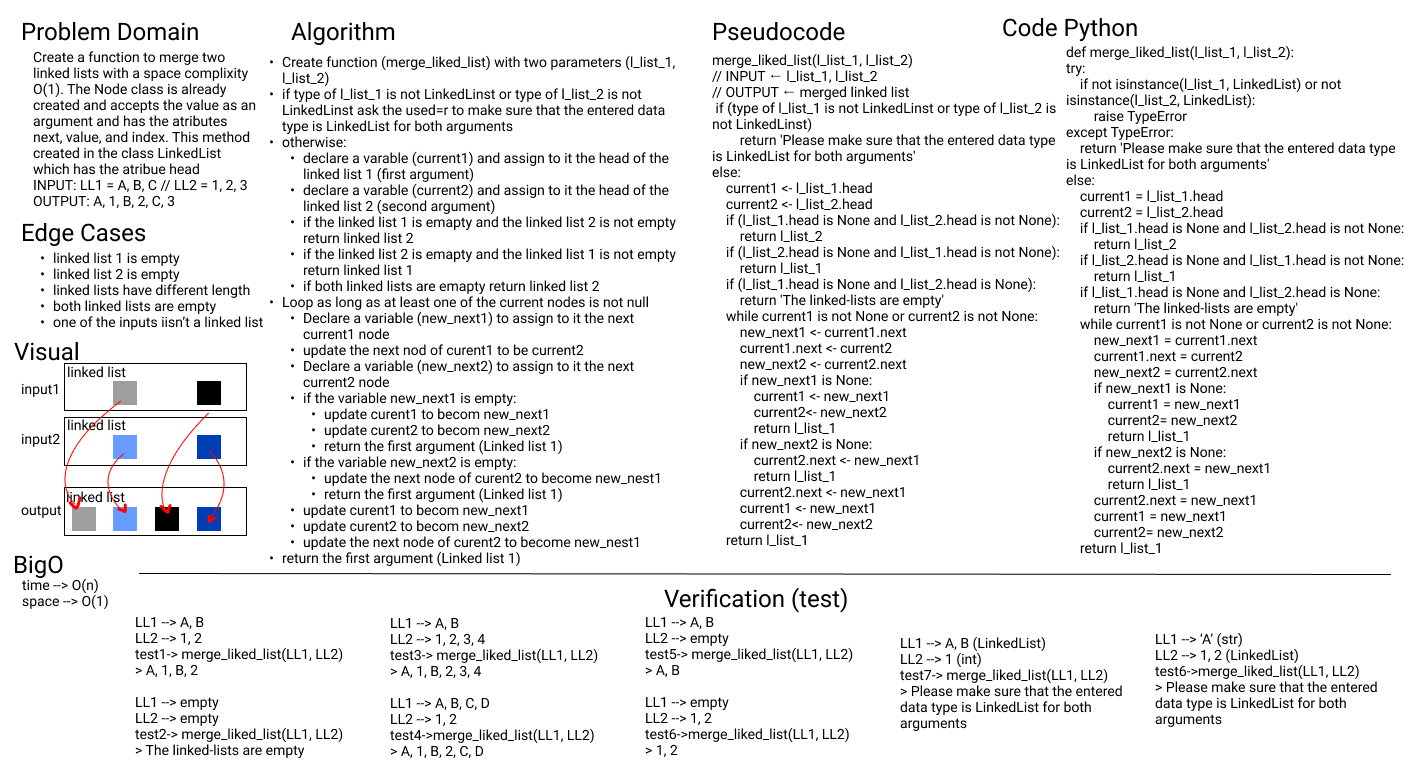 Problem Domain
Create a function to merge two
linked lists with a space complixity
O(1). The Node class is already
created and accepts the value as an
argument and has the atributes
next, value, and index. This method
created in the class LinkedList
which has the atribue head
INPUT: LL1 = A, B, C // LL2 = 1, 2, 3
OUTPUT: A, 1, B, 2, C, 3
Edge Cases
• linked list 1 is empty
• linked list 2 is empty
• linked lists have different length
• both linked lists are empty
• one of the inputs iisn't a linked list
Visual
linked list
input1
linked list
input2
linked list
output
BigO
time --> O(n)
space --> O(1)
Algorithm
• Create function (merge_liked_list) with two parameters (l_list_1,
l_list_2)
• if type of l_list_1 is not LinkedLinst or type of l_list_2 is not
LinkedLinst ask the used=r to make sure that the entered data
type is LinkedList for both arguments
• otherwise:
• declare a varable (current1) and assign to it the head of the
linked list 1 (first argument)
• declare a varable (current2) and assign to it the head of the
linked list 2 (second argument)
• if the linked list 1 is emapty and the linked list 2 is not empty
return linked list 2
• if the linked list 2 is emapty and the linked list 1 is not empty
return linked list 1
• if both linked lists are emapty return linked list 2
• Loop as long as at least one of the current nodes is not null
• Declare a variable (new_next1) to assign to it the next
current1 node
• update the next nod of curent1 to be current2
• Declare a variable (new_next2) to assign to it the next
current2 node
• if the variable new_next1 is empty:
• update curent1 to becom new_next1
• update curent2 to becom new_next2
• return the first argument (Linked list 1)
• if the variable new_next2 is empty:
• update the next node of curent2 to become new_nest1
• return the first argument (Linked list 1)
• update curent1 to becom new_next1
• update curent2 to becom new_next2
• update the next node of curent2 to become new_nest1
• return the first argument (Linked list 1)
Pseudocode
merge_liked_list(l_list_1, l_list_2)
// INPUT ← l_list_1, l_list_2
// OUTPUT ← merged linked list
if (type of l_list_1 is not LinkedLinst or type of l_list_2 is
not LinkedLinst)
return 'Please make sure that the entered data type
is LinkedList for both arguments'
else:
current1 <- l_list_1.head
current2 <- l_list_2.head
if (l_list_1.head is None and l_list_2.head is not None):
return l_list_2
if (l_list_2.head is None and l_list_1.head is not None):
return l_list_1
if (l_list_1.head is None and l_list_2.head is None):
return 'The linked-lists are empty'
while current1 is not None or current2 is not None:
new_next1 <- current1.next
current1.next <- current2
new_next2 <- current2.next
if new_next1 is None:
current1 <- new_next1
current2<- new_next2
return l_list_1
if new_next2 is None:
current2.next <- new_next1
return l_list_1
current2.next <- new_next1
current1 <- new_next1
current2<- new_next2
return l_list_1
Code Python
def merge_liked_list(l_list_1, l_list_2):
try:
if not isinstance(l_list_1, LinkedList) or not
isinstance(l_list_2, LinkedList):
raise TypeError
except TypeError:
return 'Please make sure that the entered data type
is LinkedList for both arguments'
else:
current1 = l_list_1.head
current2 = l_list_2.head
if l_list_1.head is None and l_list_2.head is not None:
return l_list_2
if l_list_2.head is None and l_list_1.head is not None:
return l_list_1
if l_list_1.head is None and l_list_2.head is None:
return 'The linked-lists are empty'
while current1 is not None or current2 is not None:
new_next1 = current1.next
current1.next = current2
new_next2 = current2.next
if new_next1 is None:
current1 = new_next1
current2= new_next2
return l_list_1
if new_next2 is None:
current2.next = new_next1
return l_list_1
current2.next = new_next1
current1 = new_next1
current2= new_next2
return l_list_1
Verification (test)
LL1 --> A, B
LL2 --> 1, 2
test1-> merge_liked_list(LL1, LL2)
> A, 1, B, 2
LL1 --> empty
LL2 --> empty
test2-> merge_liked_list(LL1, LL2)
> The linked-lists are empty
LL1 --> A, B
LL2 --> 1, 2, 3, 4
test3-> merge_liked_list(LL1, LL2)
> A, 1, B, 2, 3, 4
LL1 --> A, B, C, D
LL2 --> 1, 2
test4->merge_liked_list(LL1, LL2)
> A, 1, B, 2, C, D
LL1 --> A, B
LL2 --> empty
test5-> merge_liked_list(LL1, LL2)
> A, B
LL1 --> empty
LL2 --> 1, 2
test6->merge_liked_list(LL1, LL2)
> 1, 2
LL1 --> A, B (LinkedList)
LL2 --> 1 (int)
test7-> merge_liked_list(LL1, LL2)
> Please make sure that the entered
data type is LinkedList for both
arguments
LL1 --> ‘A’ (str)
LL2 --> 1, 2 (LinkedList)
test6->merge_liked_list(LL1, LL2)
> Please make sure that the entered
data type is LinkedList for both
arguments